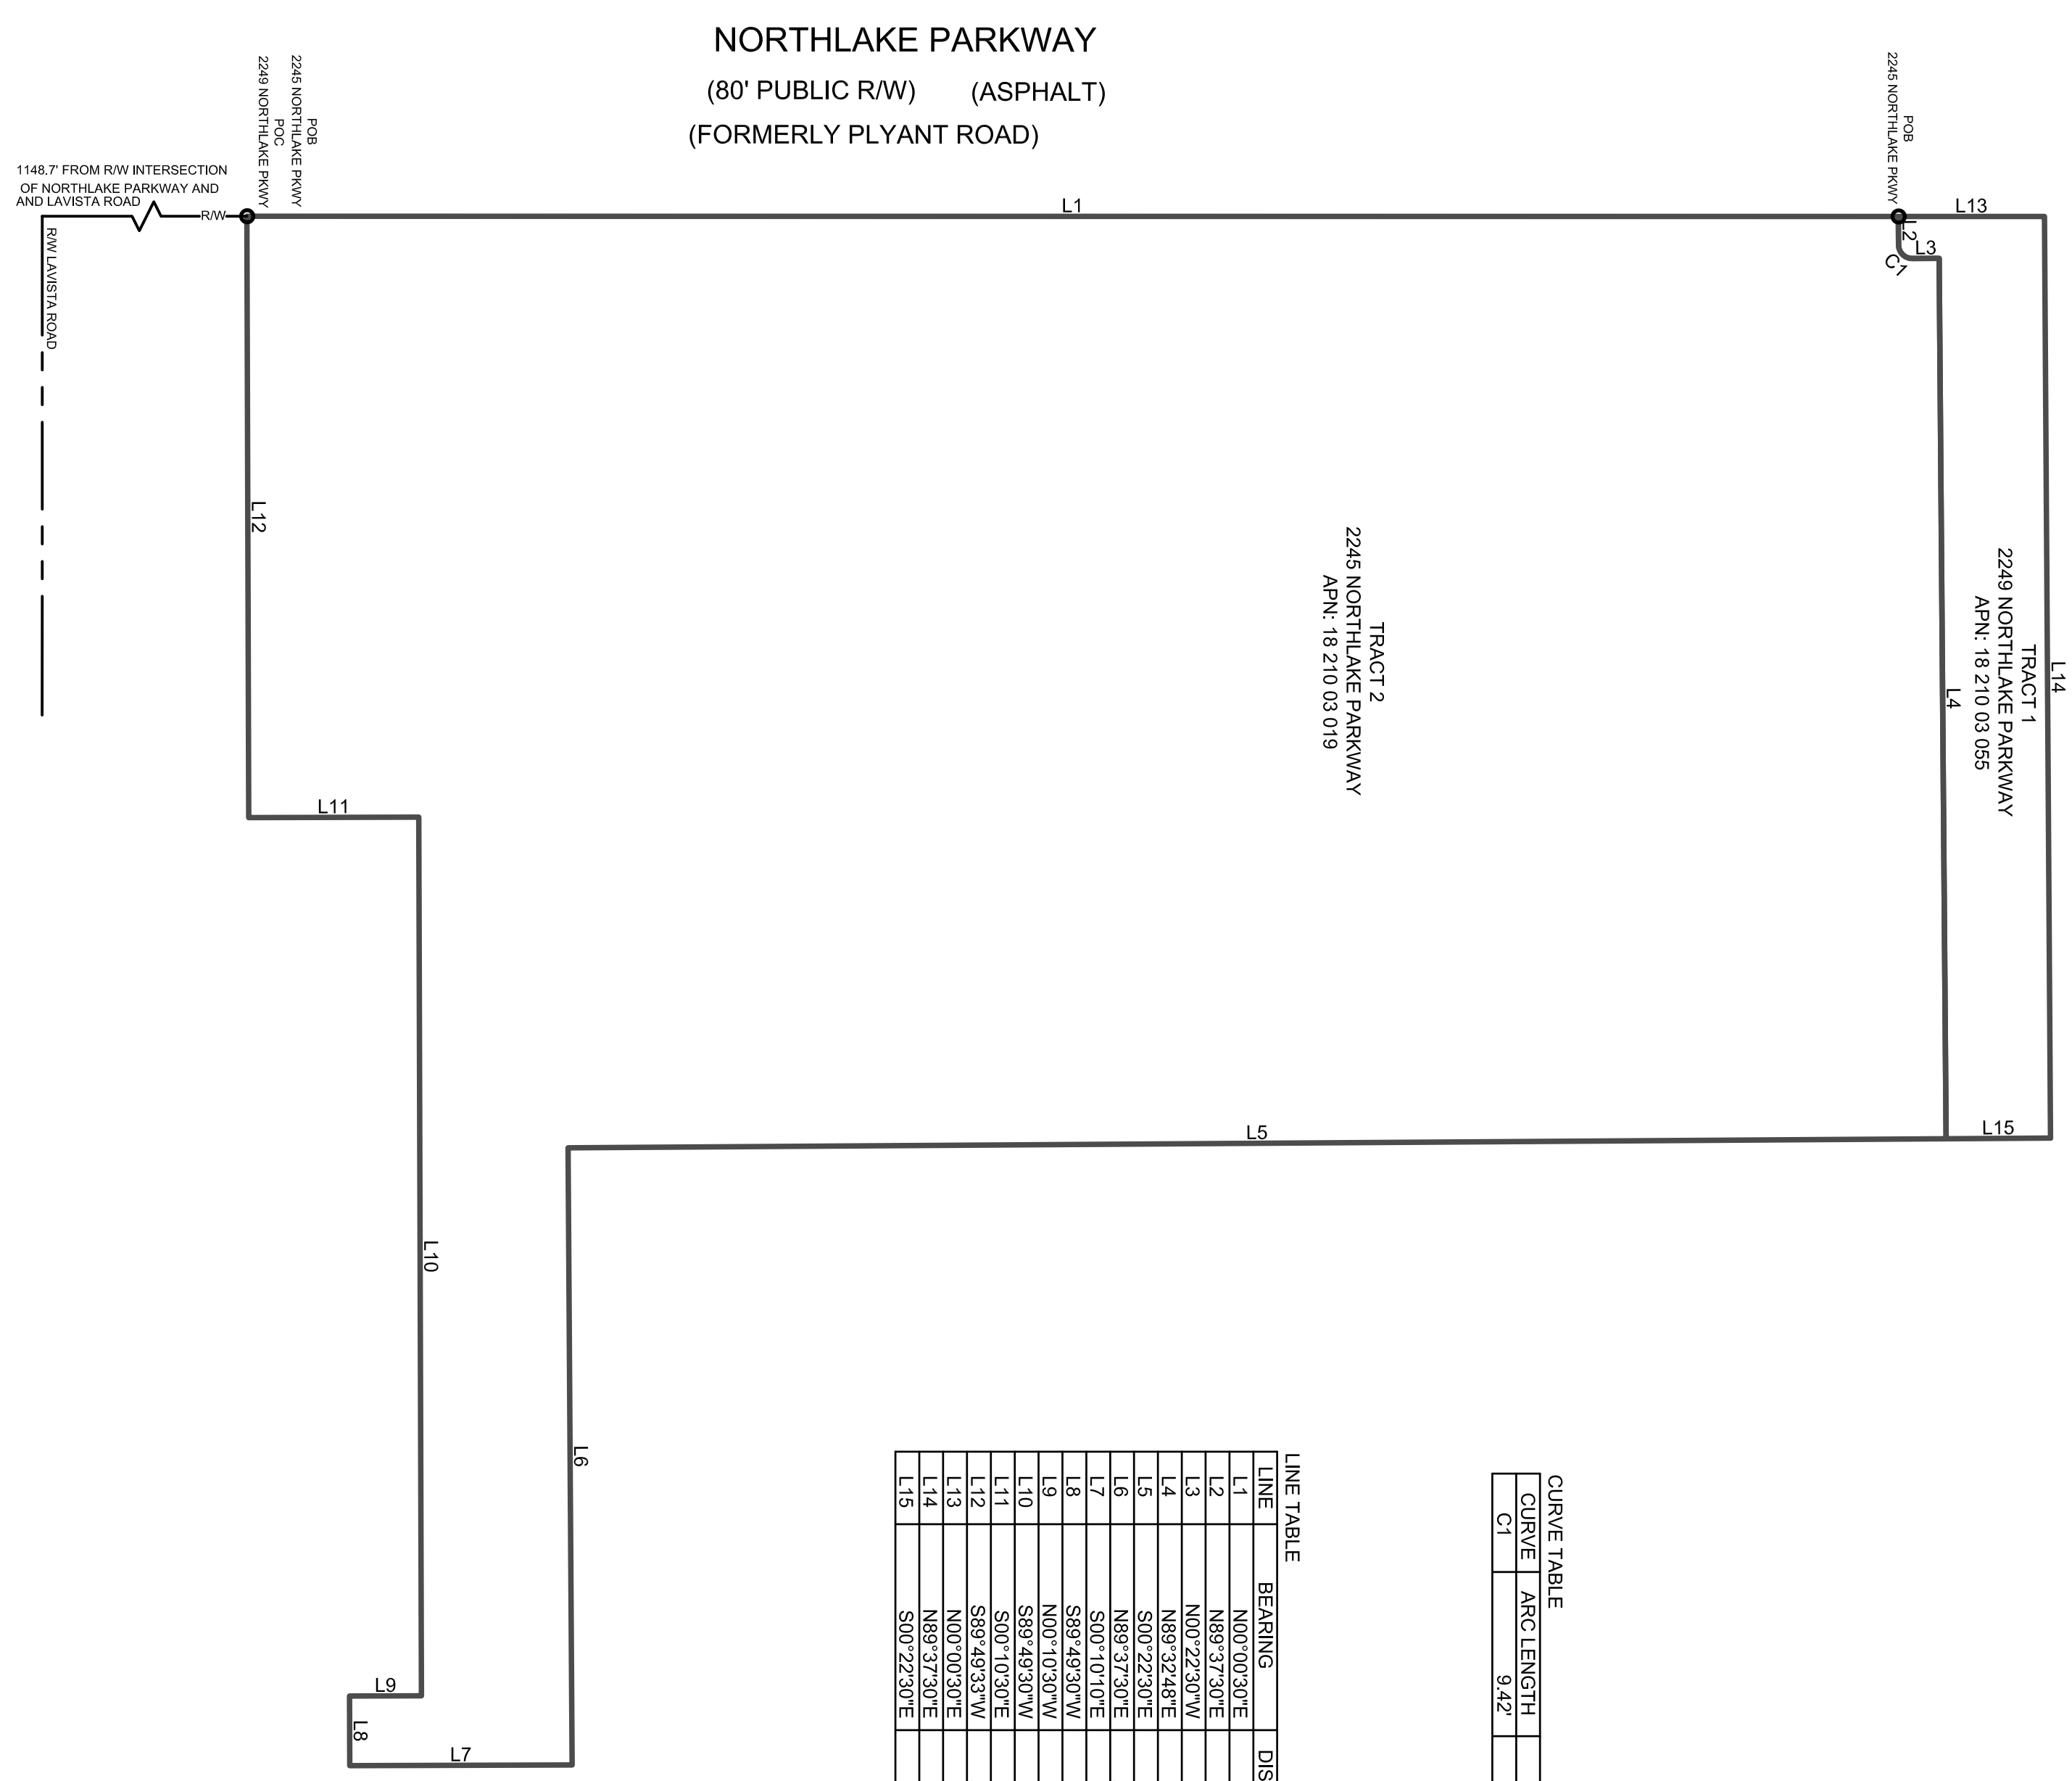 NORTHLAKE PARKWAY
(80' PUBLIC R/W) (ASPHALT)
(FORMERLY PLYANT ROAD)
POB
2245 NORTHLAKE PKWY
POC
2249 NORTHLAKE PKWY
POB
2245 NORTHLAKE PKWY
1148.7' FROM R/W INTERSECTION
OF NORTHLAKE PARKWAY AND
AND LAVISTA ROAD
R/W
R/W LAVISTA ROAD
L1
L13
L2
L3
C1
L12
L14
L4
TRACT 1
2249 NORTHLAKE PARKWAY
APN: 18 210 03 055
TRACT 2
2245 NORTHLAKE PARKWAY
APN: 18 210 03 019
L11
L5
L15
L10
L6
L9
L8
L7
LINE TABLE
LINE BEARING DIS
L1 N00°00'30"E
L2 N89°37'30"E
L3 N00°22'30"W
L4 N89°32'48"E
L5 S00°22'30"E
L6 N89°37'30"E
L7 S00°10'10"E
L8 S89°49'30"W
L9 N00°10'30"W
L10 S89°49'30"W
L11 S00°10'30"E
L12 S89°49'33"W
L13 N00°00'30"E
L14 N89°37'30"E
L15 S00°22'30"E
CURVE TABLE
CURVE ARC LENGTH
C1 9.42'